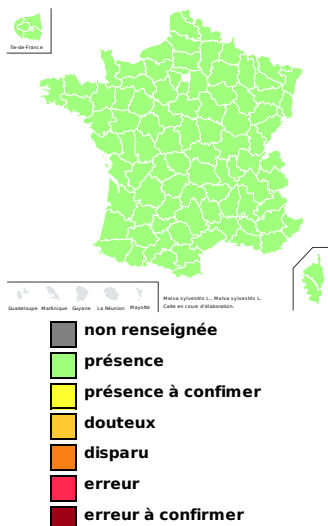 Île-de-France
Guadeloupe Martinique Guyane La Réunion Mayotte
Malva sylvestris L., Malva sylvestris L.
Carte en cours d'élaboration.
non renseignée
présence
présence à confimer
douteux
disparu
erreur
erreur à confirmer